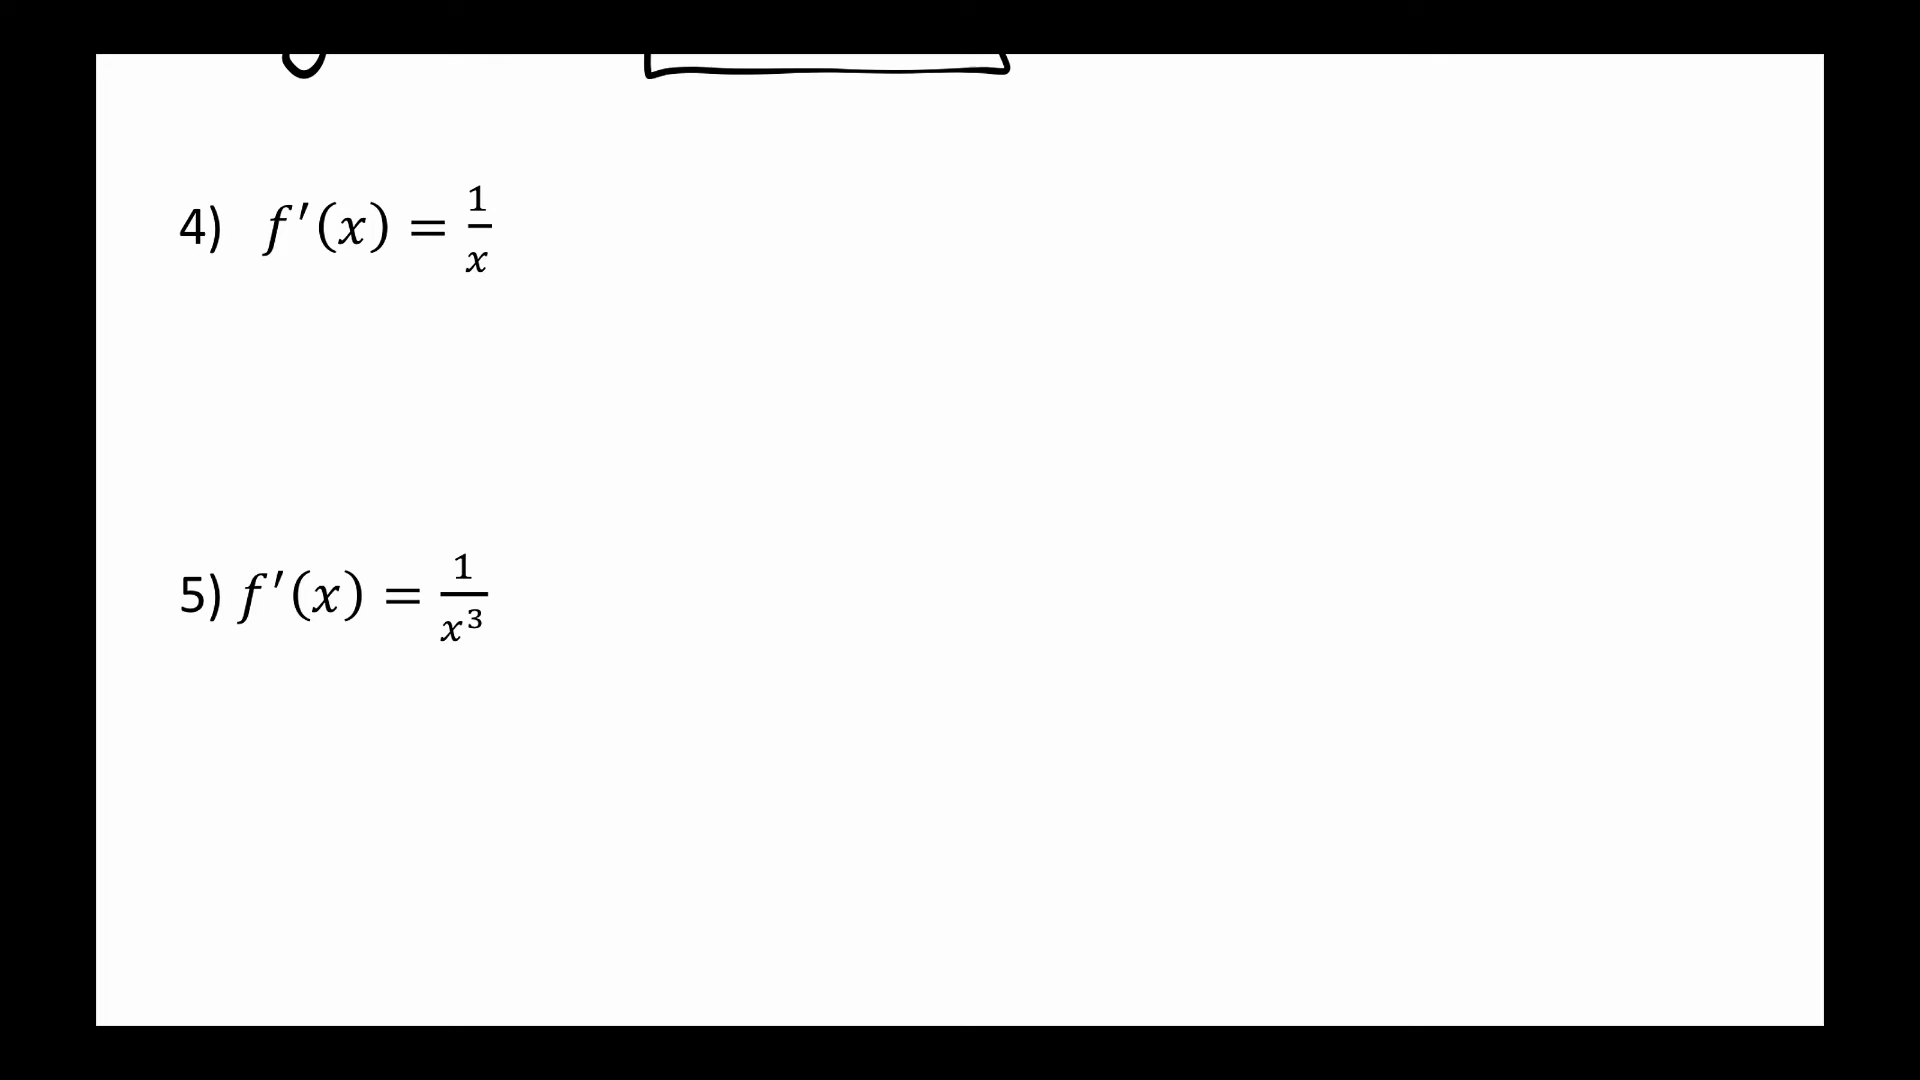 4) f′(x) = 1/x
5) f′(x) = 1/x³